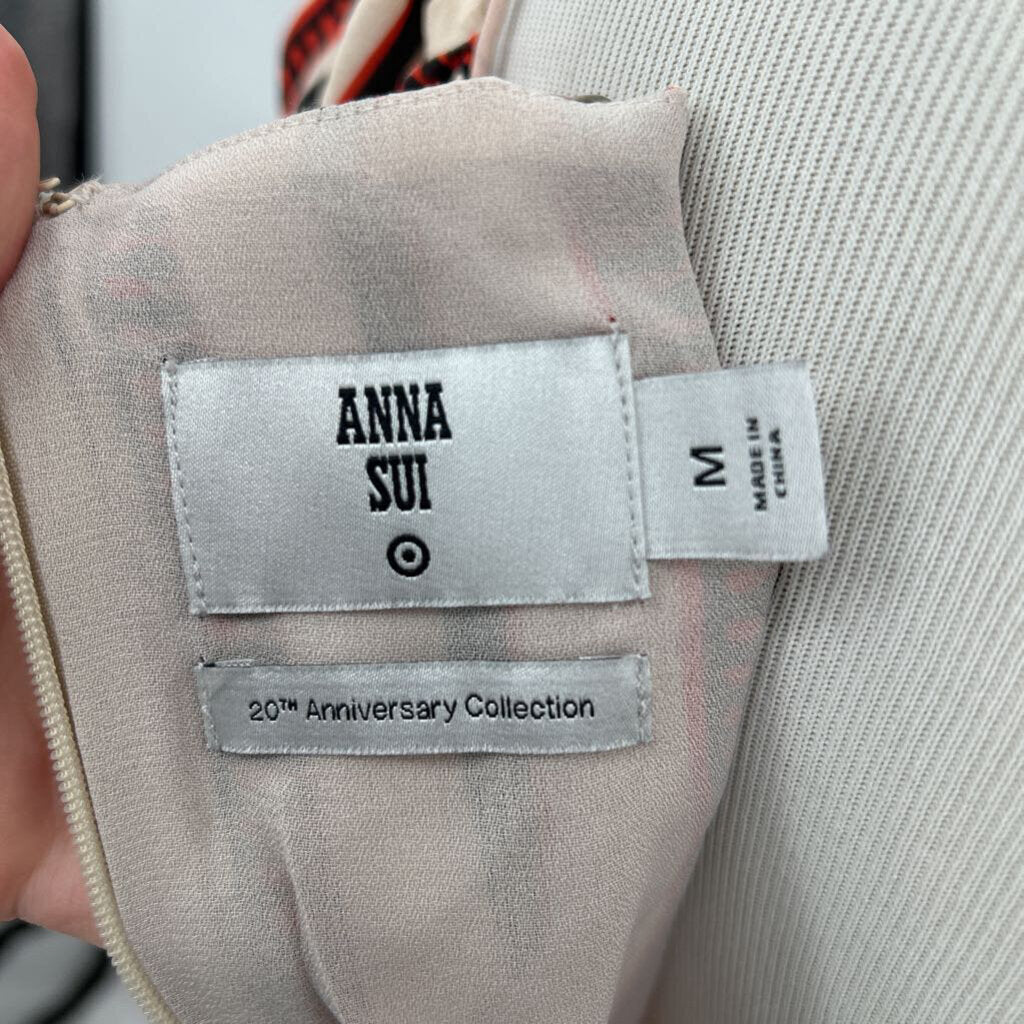 ANNA
SUI
M
MADE IN
CHINA
20TH Anniversary Collection